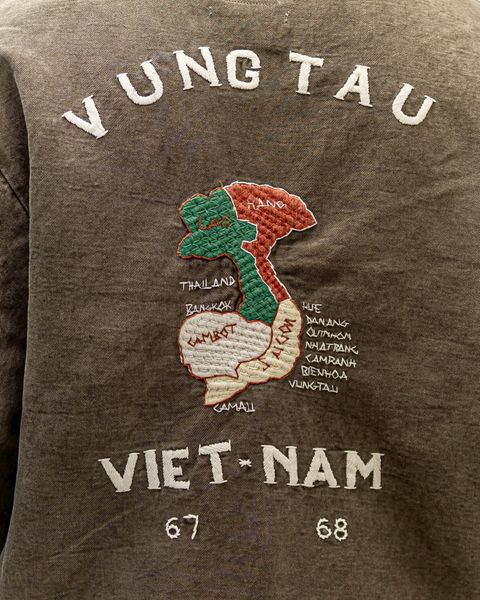 VUNG TAU
HANOI
LAOS
THAILAND
BANGKOK
CAMBOT
SAIGON
HUE
DANANG
QUINHON
NHATRANG
CAMRANH
BIENHOA
VUNGTAU
CAMAU
VIET-NAM
67 68